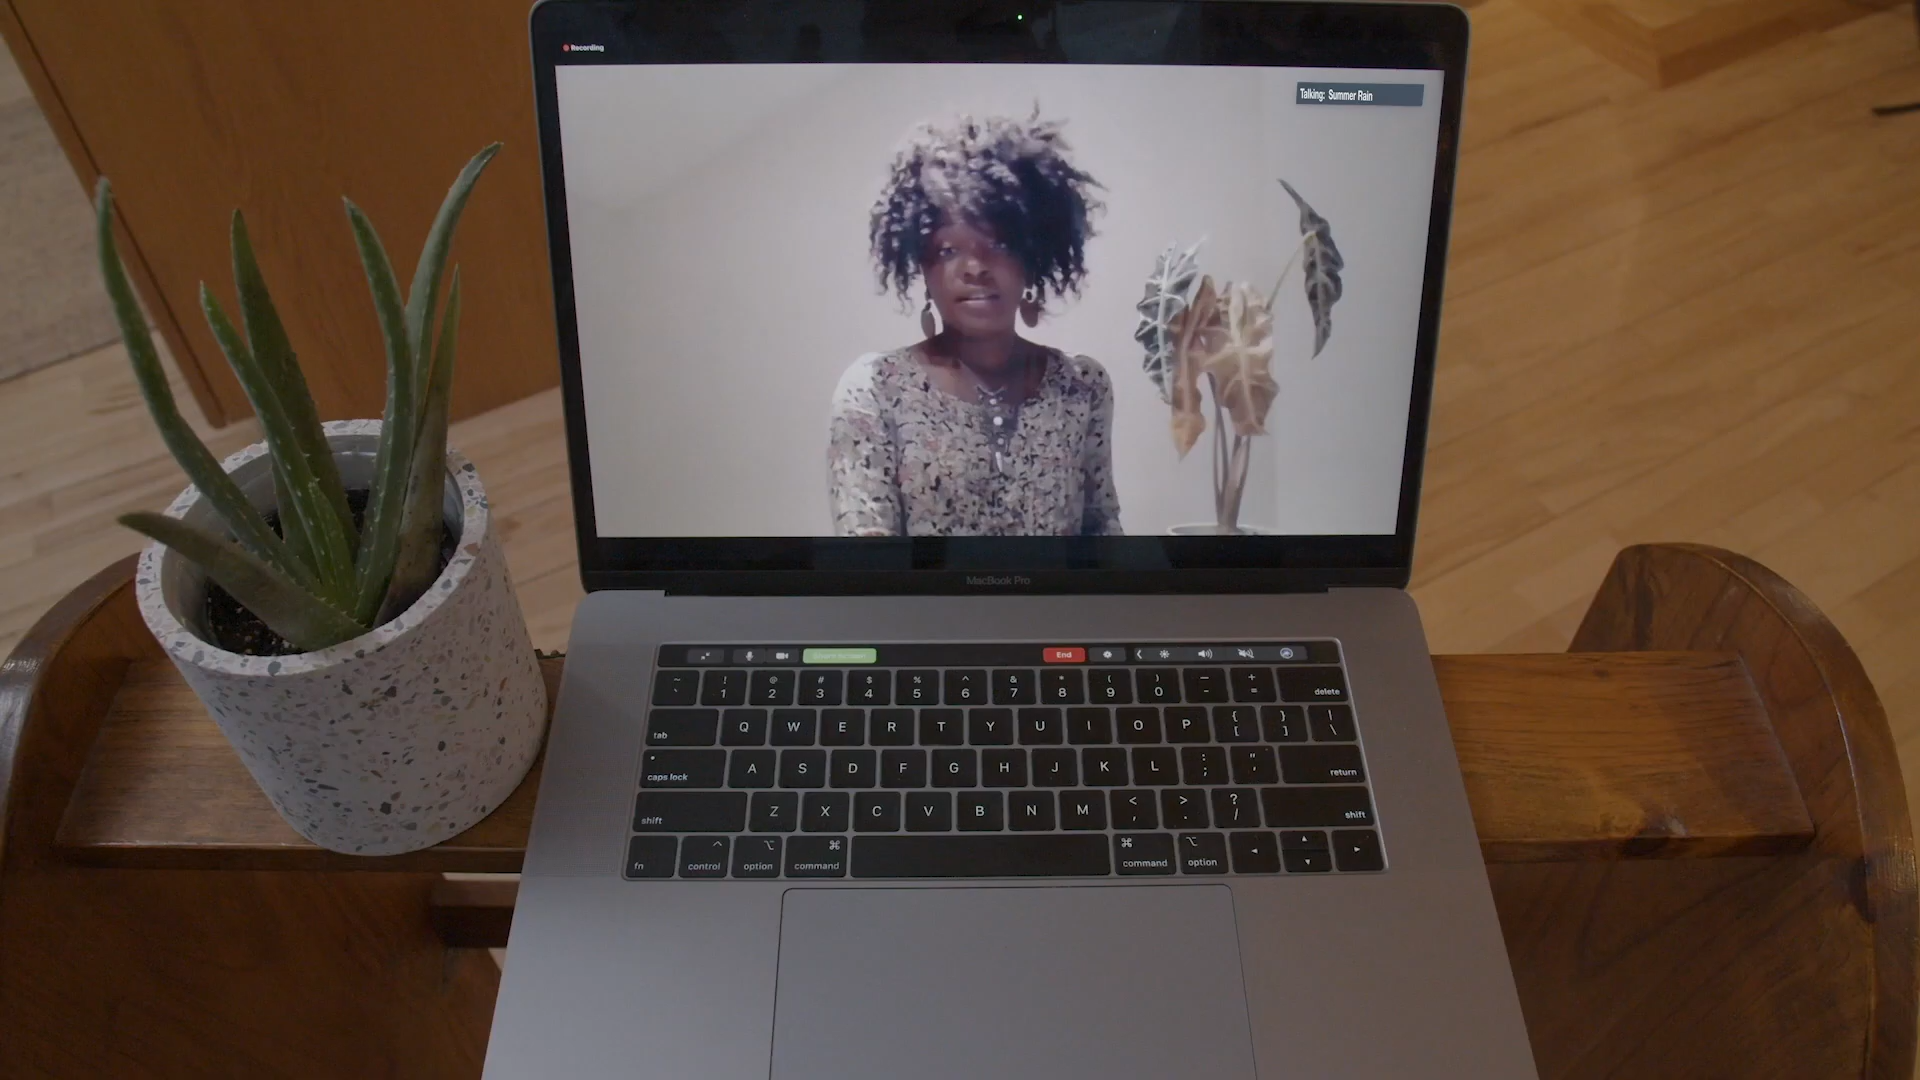 Recording
Talking: Summer Rain
MacBook Pro
End
~ ! @ # $ % ^ & * ( ) — +
` 1 2 3 4 5 6 7 8 9 0 - = delete
tab Q W E R T Y U I O P { [ } ] | \
caps lock A S D F G H J K L : ; " ' return
shift Z X C V B N M < , > . ? / shift
fn control option ⌘ command ⌘ command option